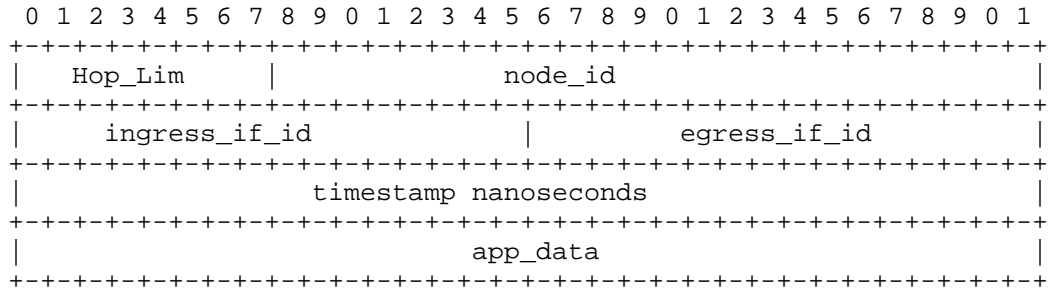 0 1 2 3 4 5 6 7 8 9 0 1 2 3 4 5 6 7 8 9 0 1 2 3 4 5 6 7 8 9 0 1
+-+-+-+-+-+-+-+-+-+-+-+-+-+-+-+-+-+-+-+-+-+-+-+-+-+-+-+-+-+-+-+-+
|   Hop_Lim     |              node_id                          |
+-+-+-+-+-+-+-+-+-+-+-+-+-+-+-+-+-+-+-+-+-+-+-+-+-+-+-+-+-+-+-+-+
|     ingress_if_id             |         egress_if_id          |
+-+-+-+-+-+-+-+-+-+-+-+-+-+-+-+-+-+-+-+-+-+-+-+-+-+-+-+-+-+-+-+-+
|                  timestamp nanoseconds                        |
+-+-+-+-+-+-+-+-+-+-+-+-+-+-+-+-+-+-+-+-+-+-+-+-+-+-+-+-+-+-+-+-+
|                            app_data                           |
+-+-+-+-+-+-+-+-+-+-+-+-+-+-+-+-+-+-+-+-+-+-+-+-+-+-+-+-+-+-+-+-+